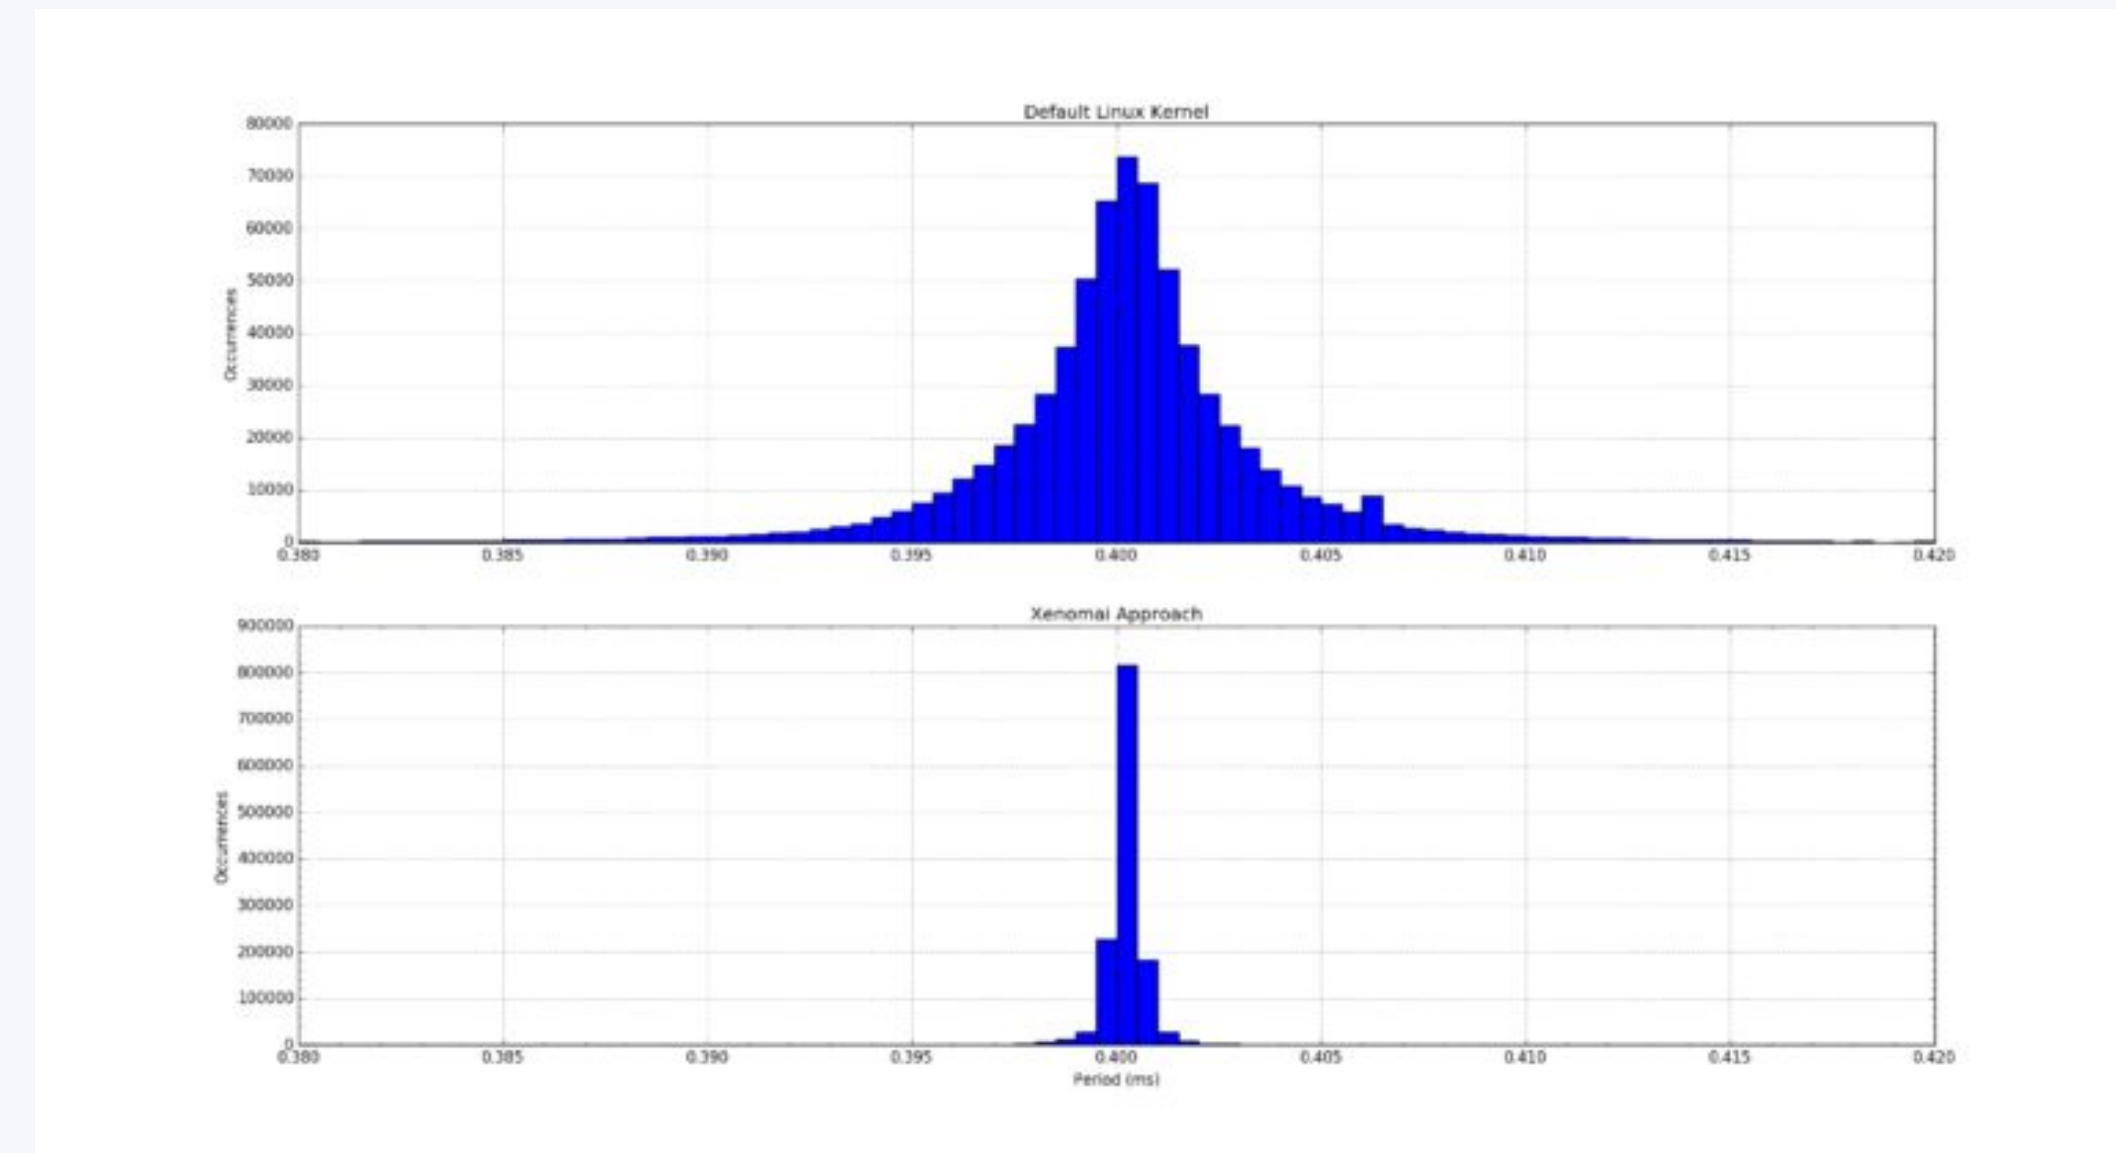 Default Linux Kernel
80000
70000
60000
50000
40000
30000
20000
10000
0
Occurrences
0.380 0.385 0.390 0.395 0.400 0.405 0.410 0.415 0.420
Xenomai Approach
900000
800000
700000
600000
500000
400000
300000
200000
100000
0
Occurrences
0.380 0.385 0.390 0.395 0.400 0.405 0.410 0.415 0.420
Period (ms)